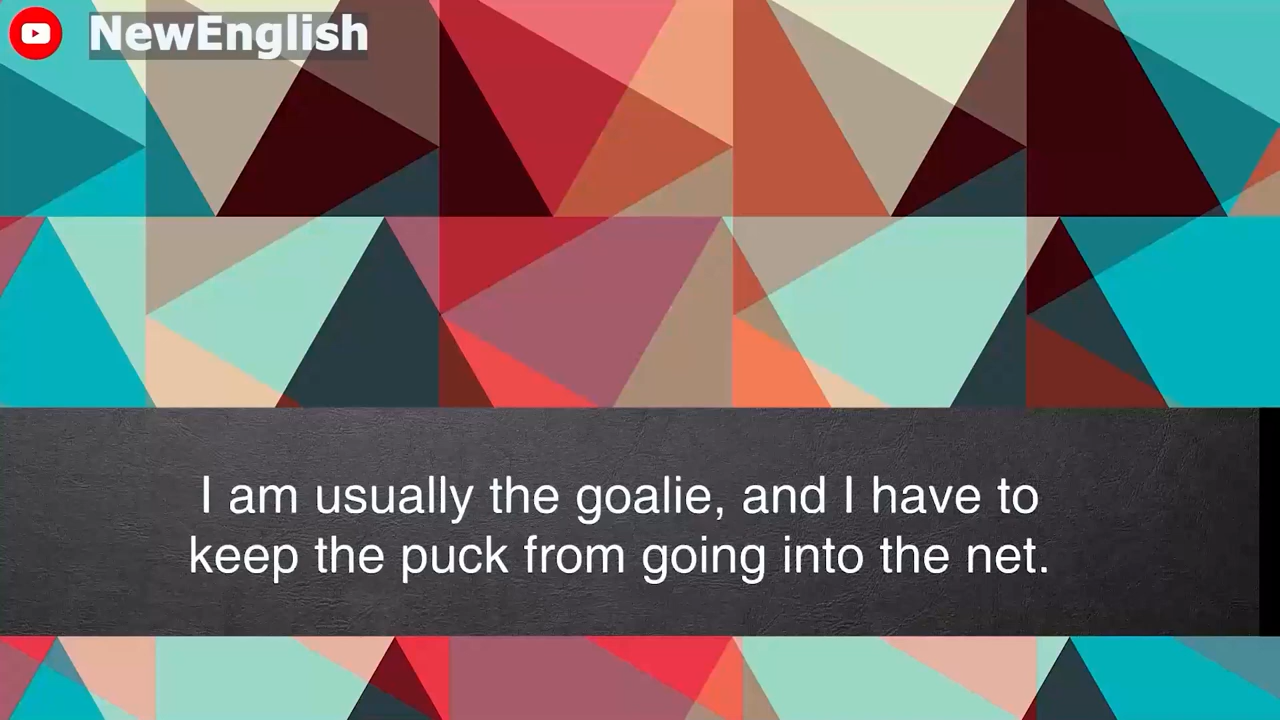 NewEnglish
I am usually the goalie, and I have to
keep the puck from going into the net.